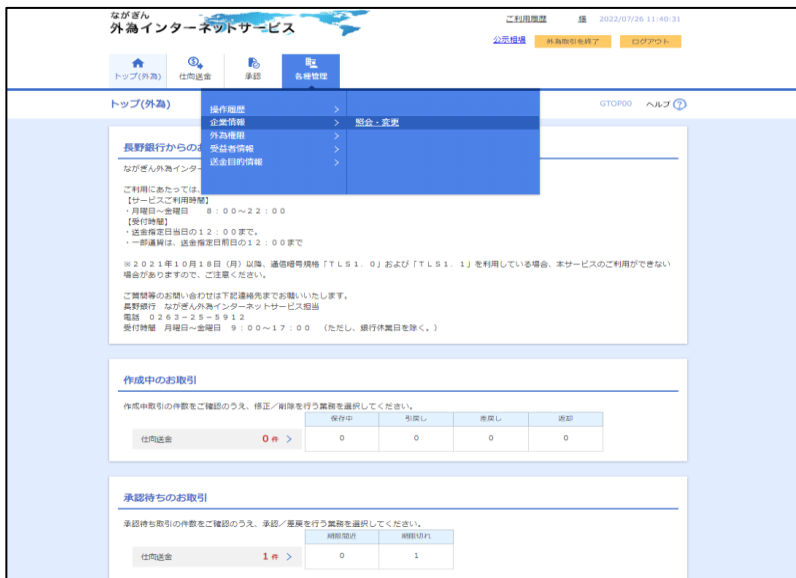 ながぎん
外為インターネットサービス
ご利用履歴 様 2022/07/26 11:40:31
公示相場 外為取引を終了 ログアウト
トップ(外為) 仕向送金 承認 各種管理
トップ(外為) GTOP00 ヘルプ ?
操作履歴 >
企業情報 > 照会・変更
外為権限 >
受益者情報 >
送金目的情報 >
長野銀行からのお
ながぎん外為インター
ご利用にあたっては、
【サービスご利用時間】
・月曜日~金曜日 8:00~22:00
【受付時間】
・送金指定日当日の12:00まで。
・一部通貨は、送金指定日前日の12:00まで
※2021年10月18日(月)以降、通信暗号規格「TLS1.0」および「TLS1.1」を利用している場合、本サービスのご利用ができない
場合がありますので、ご注意ください。
ご質問等のお問い合わせは下記連絡先までお願いいたします。
長野銀行 ながぎん外為インターネットサービス担当
電話 0263-25-5912
受付時間 月曜日~金曜日 9:00~17:00 (ただし、銀行休業日を除く。)
作成中のお取引
作成中取引の件数をご確認のうえ、修正/削除を行う業務を選択してください。
保存中 引戻し 差戻し 返却
仕向送金 0件 > 0 0 0 0
承認待ちのお取引
承認待ち取引の件数をご確認のうえ、承認/差戻を行う業務を選択してください。
期限間近 期限切れ
仕向送金 1件 > 0 1